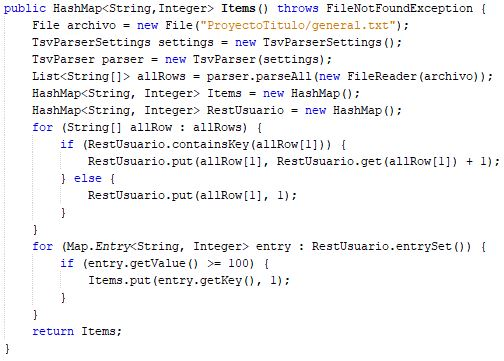 public HashMap<String,Integer> Items() throws FileNotFoundException {
    File archivo = new File("ProyectoTitulo/general.txt");
    TsvParserSettings settings = new TsvParserSettings();
    TsvParser parser = new TsvParser(settings);
    List<String[]> allRows = parser.parseAll(new FileReader(archivo));
    HashMap<String, Integer> Items = new HashMap();
    HashMap<String, Integer> RestUsuario = new HashMap();
    for (String[] allRow : allRows) {
        if (RestUsuario.containsKey(allRow[1])) {
            RestUsuario.put(allRow[1], RestUsuario.get(allRow[1]) + 1);
        } else {
            RestUsuario.put(allRow[1], 1);
        }
    }
    for (Map.Entry<String, Integer> entry : RestUsuario.entrySet()) {
        if (entry.getValue() >= 100) {
            Items.put(entry.getKey(), 1);
        }
    }
    return Items;
}